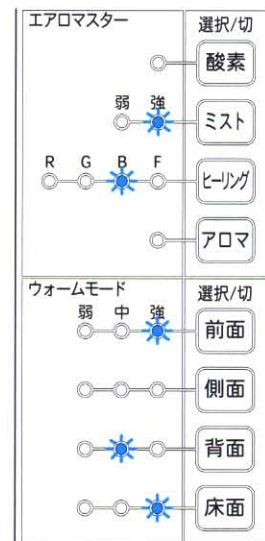 エアロマスター 選択/切
酸素
弱 強
ミスト
R G B F
ヒーリング
アロマ
ウォームモード 選択/切
弱 中 強
前面
側面
背面
床面